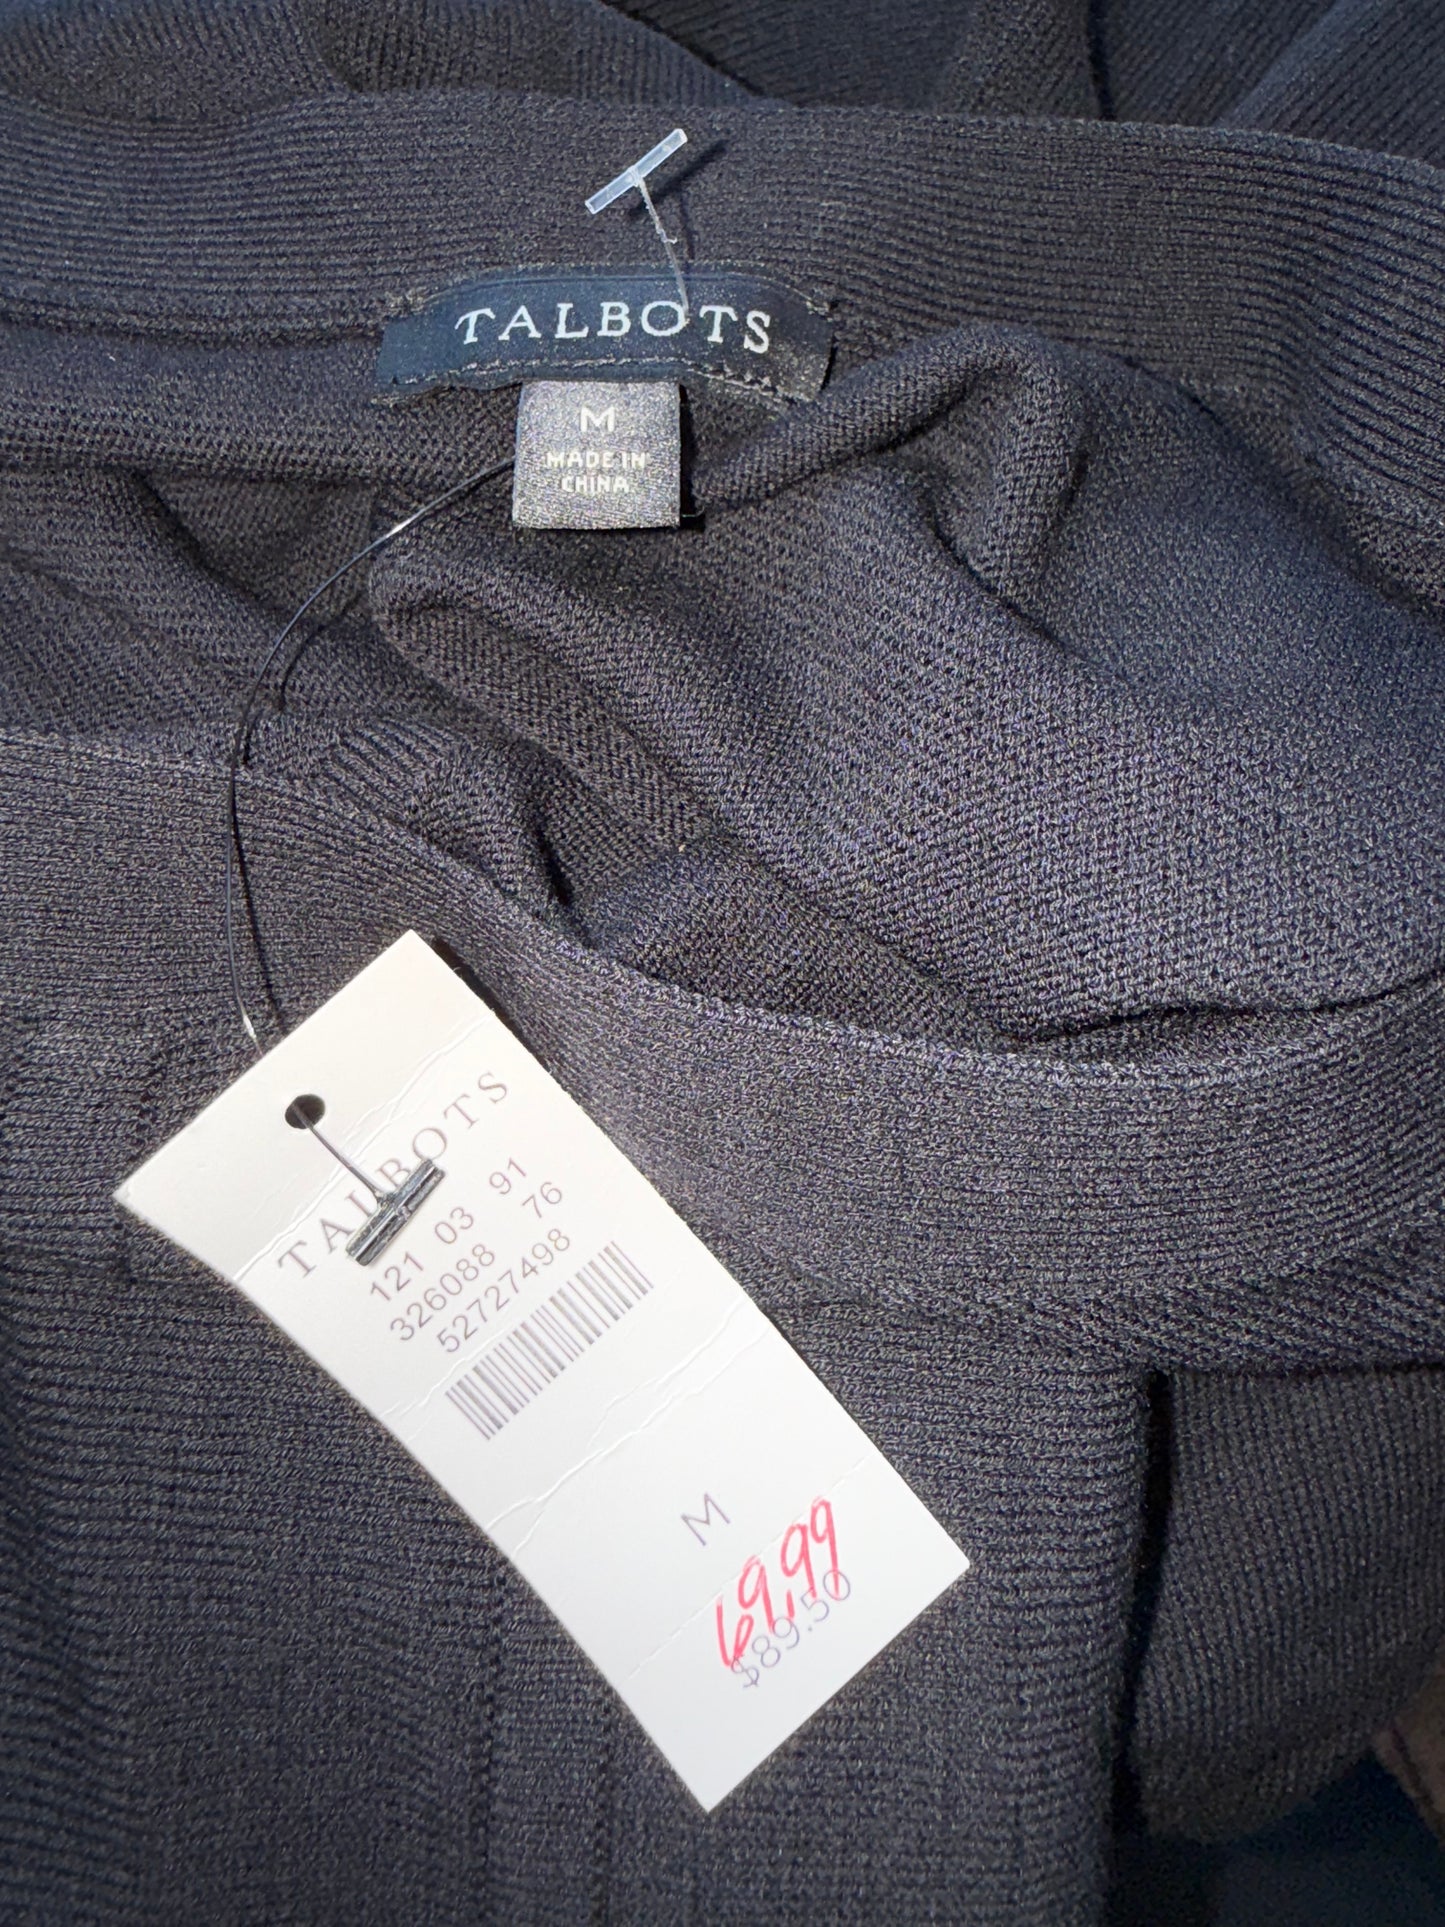 TALBOTS
M
MADE IN
CHINA
TALBOTS
121 03 91
326088 76
52727498
M
69.99
$89.50